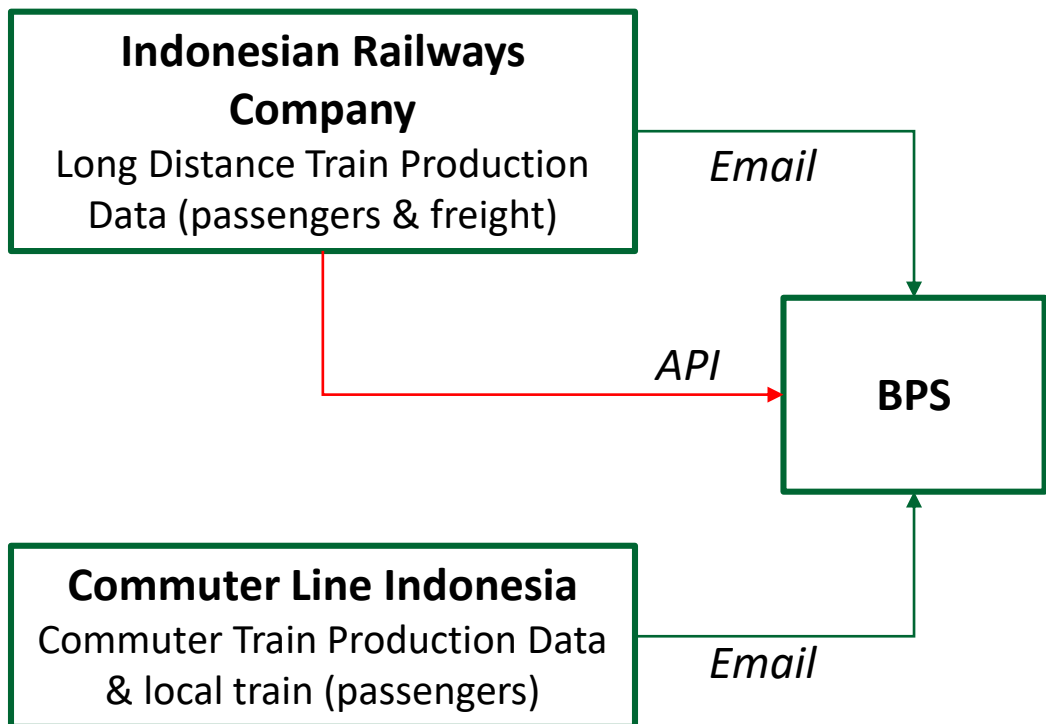 Indonesian Railways
Company
Long Distance Train Production
Data (passengers & freight)
Email
API
BPS
Commuter Line Indonesia
Commuter Train Production Data
& local train (passengers)
Email